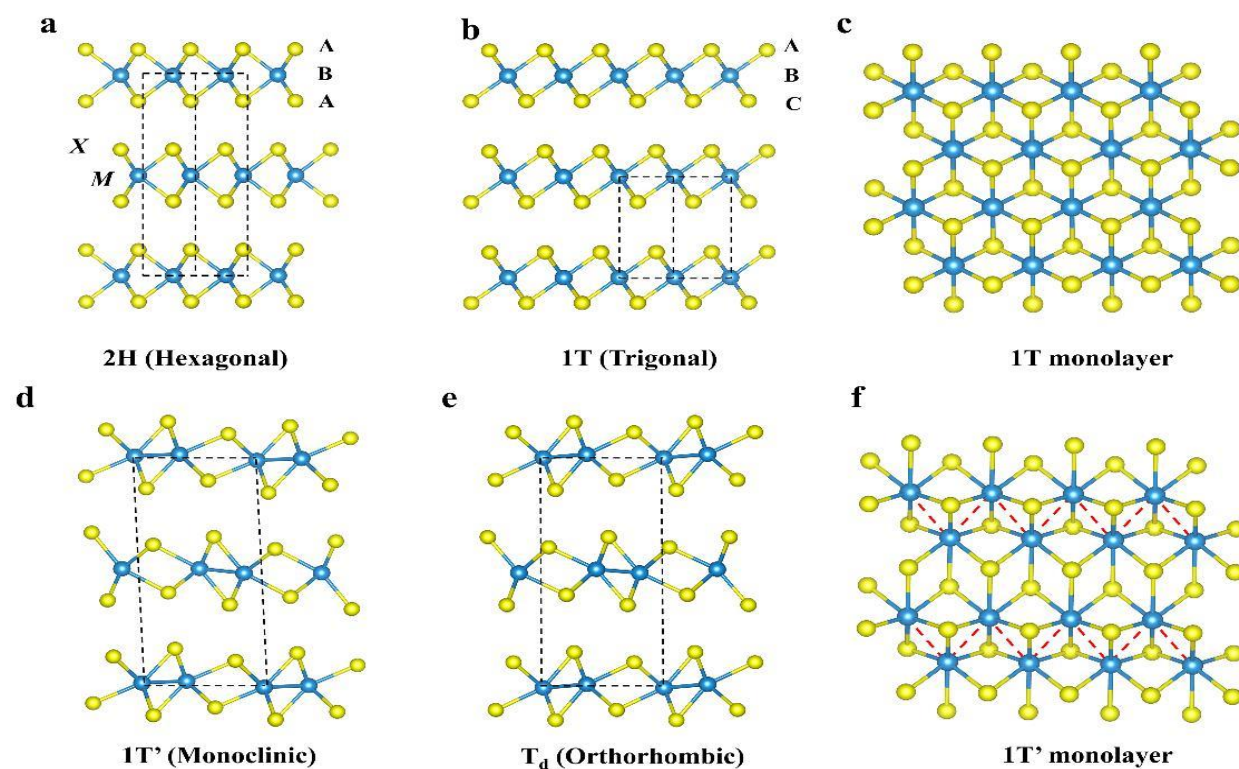 a
A
B
A
X
M
2H (Hexagonal)
b
A
B
C
1T (Trigonal)
c
1T monolayer
d
1T’ (Monoclinic)
e
Td (Orthorhombic)
f
1T’ monolayer